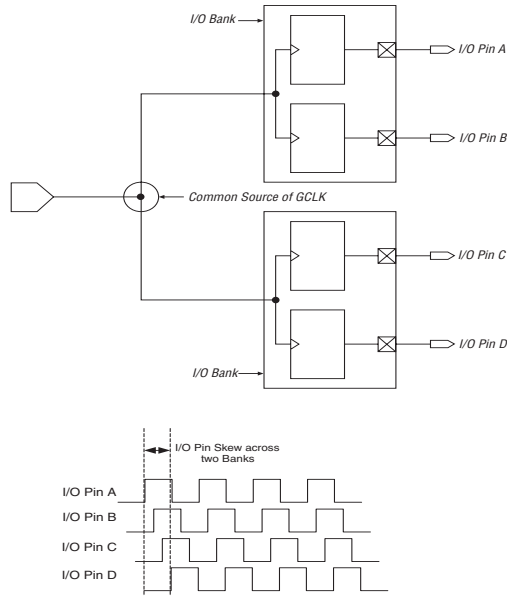 I/O Bank
I/O Pin A
I/O Pin B
Common Source of GCLK
I/O Pin C
I/O Pin D
I/O Bank
I/O Pin Skew across
two Banks
I/O Pin A
I/O Pin B
I/O Pin C
I/O Pin D